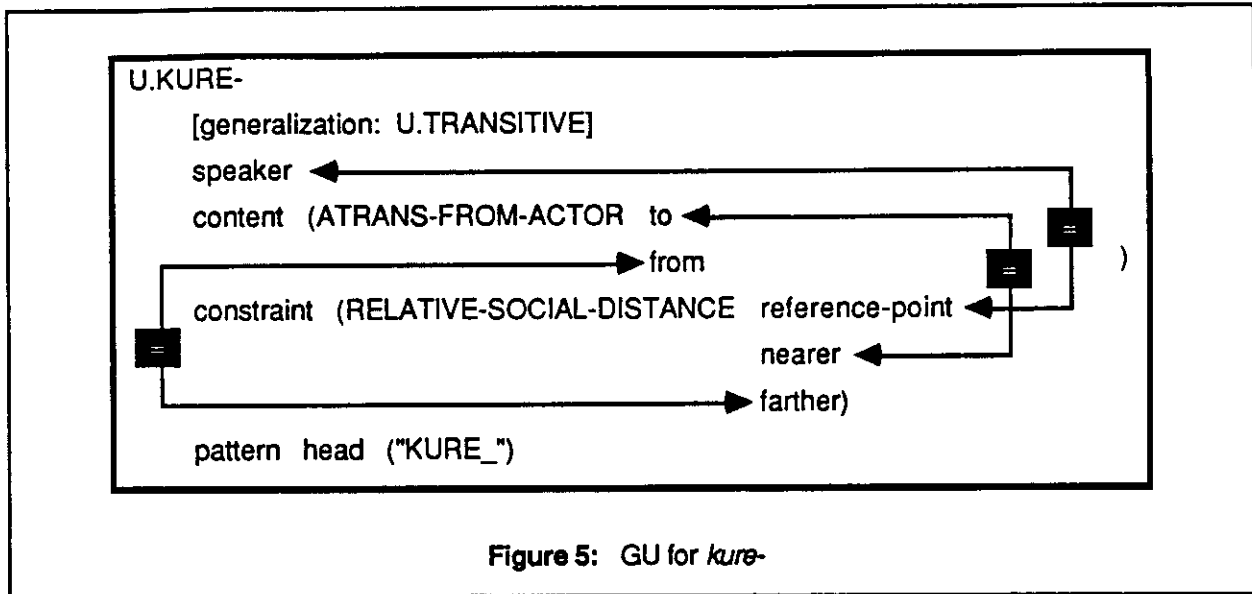 U.KURE-
[generalization: U.TRANSITIVE]
speaker
=
content (ATRANS-FROM-ACTOR to
from
=
)
constraint (RELATIVE-SOCIAL-DISTANCE reference-point
=
nearer
farther)
pattern head ("KURE_")
Figure 5: GU for kure-